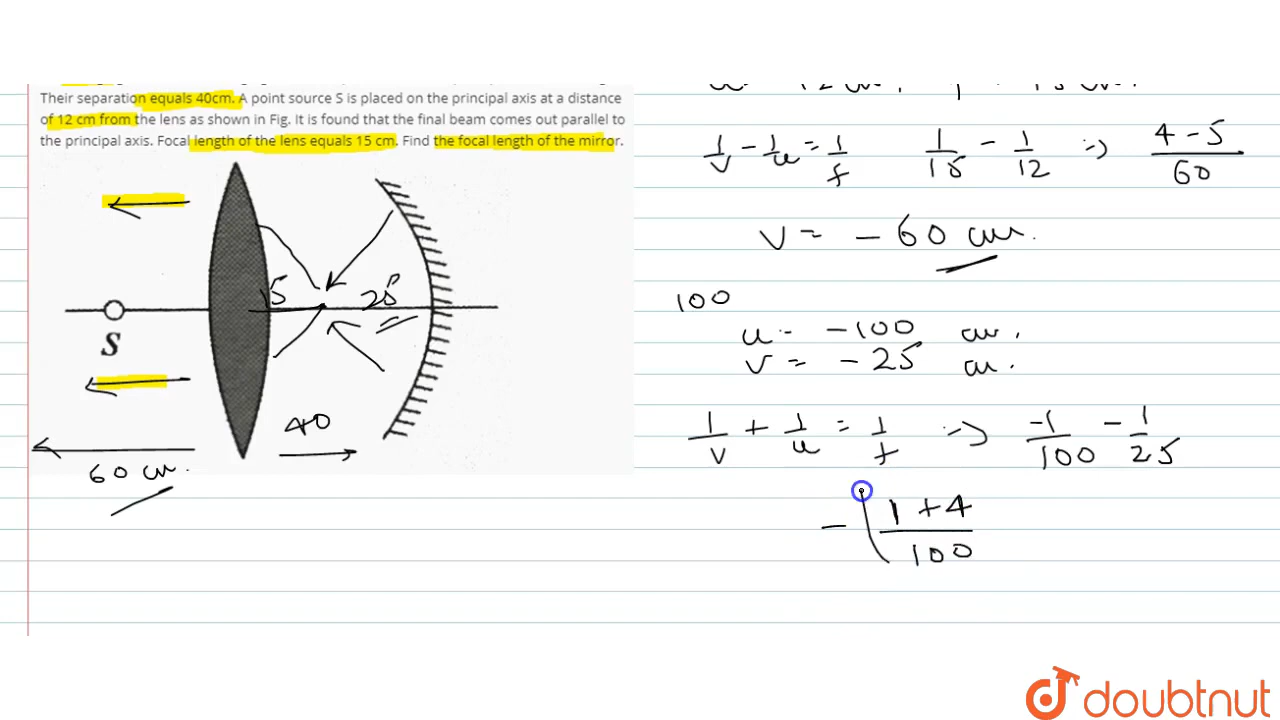 Their separation equals 40cm. A point source S is placed on the principal axis at a distance
of 12 cm from the lens as shown in Fig. It is found that the final beam comes out parallel to
the principal axis. Focal length of the lens equals 15 cm. Find the focal length of the mirror.
S
15
25
40
60 cm.
1/v - 1/u = 1/f 1/15 - 1/12 => (4 - 5)/60
v = - 60 cm.
100
u = -100 cm.
v = - 25 cm.
1/v + 1/u = 1/f => -1/100 - 1/25
- (1 + 4)/100
doubtnut